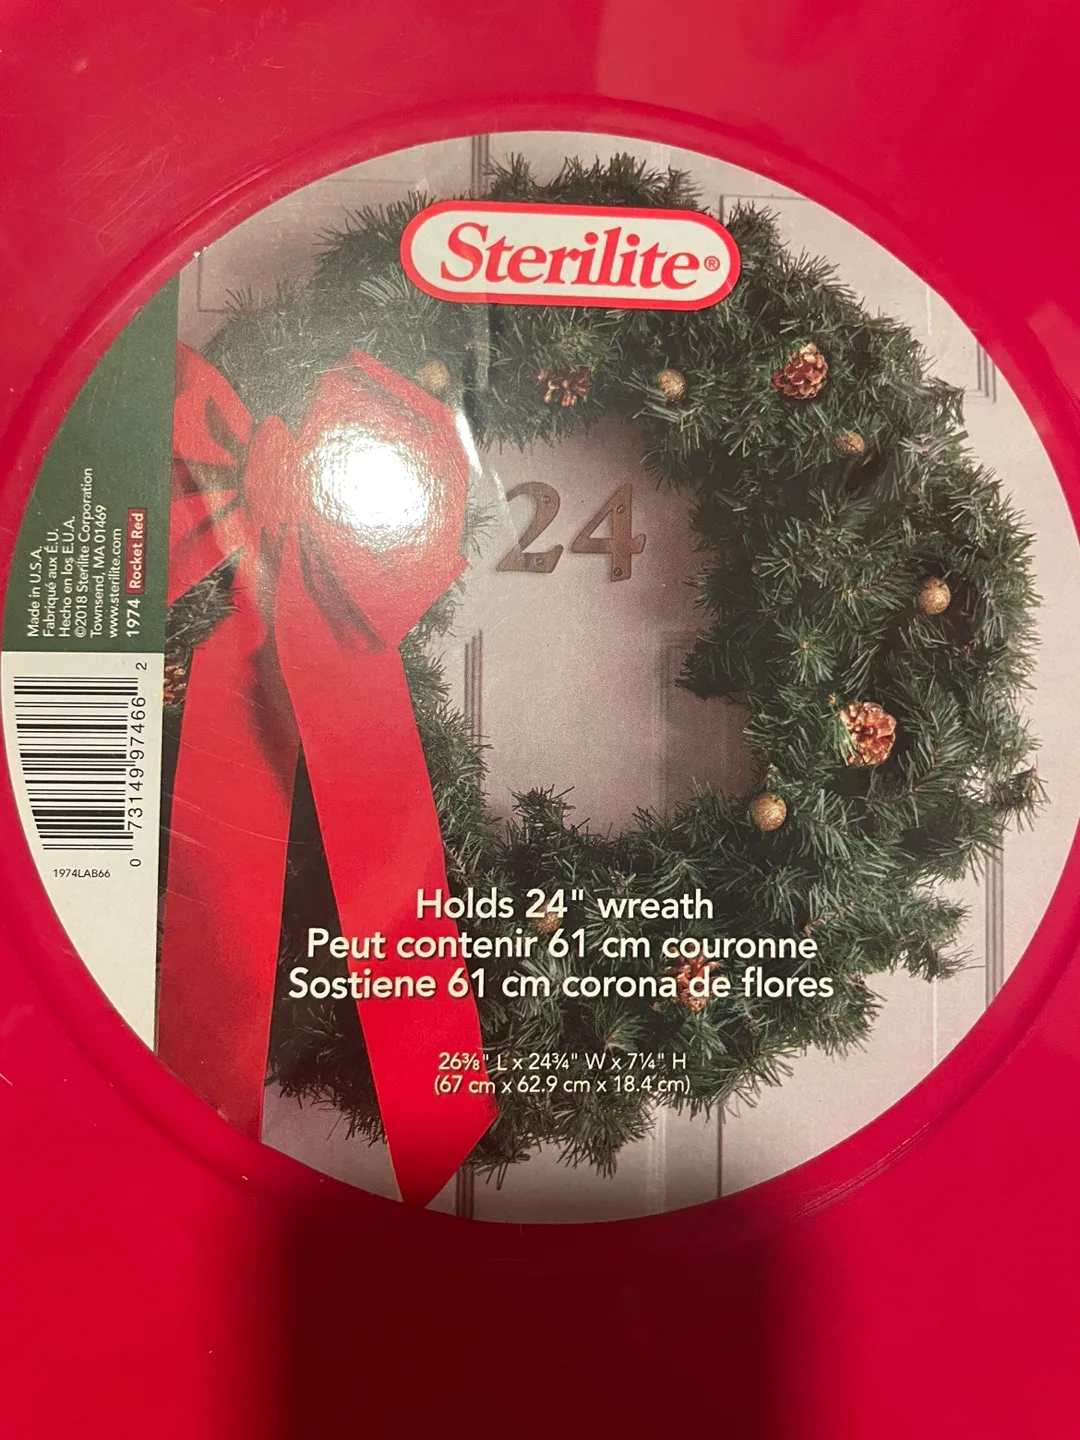 Sterilite®
24
Made in U.S.A.
Fabriqué aux É.U.
Hecho en los E.U.A.
©2018 Sterilite Corporation
Townsend, MA 01469
www.sterilite.com
1974 Rocket Red
0 73149 97466 2
1974LAB66
Holds 24" wreath
Peut contenir 61 cm couronne
Sostiene 61 cm corona de flores
26⅜" L x 24¾" W x 7¼" H
(67 cm x 62.9 cm x 18.4 cm)